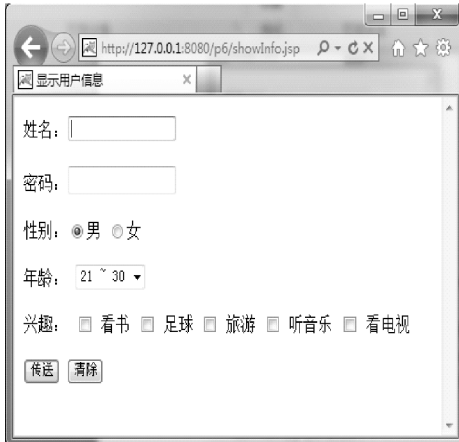 http://127.0.0.1:8080/p6/showInfo.jsp
显示用户信息
姓名：
密码：
性别：男 女
年龄：21 ~ 30
兴趣：看书 足球 旅游 听音乐 看电视
传送 清除